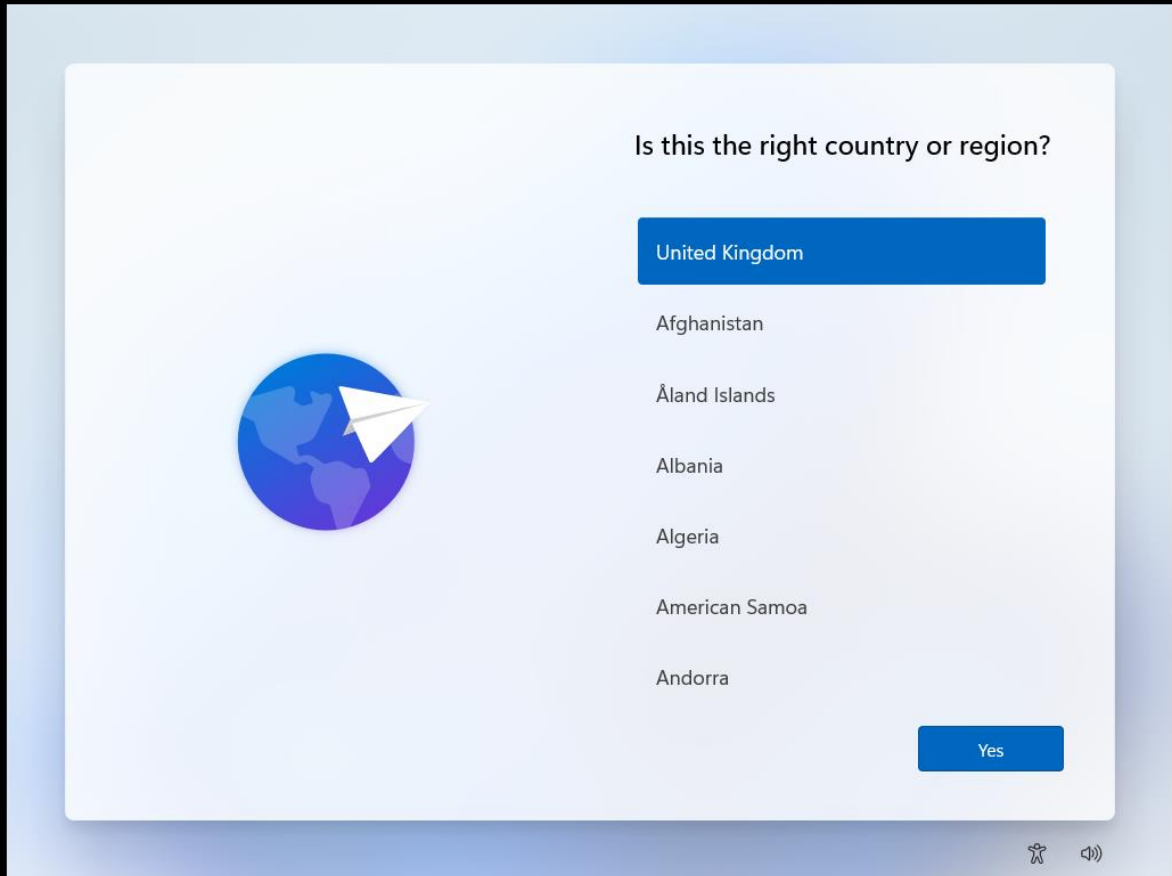 Is this the right country or region?
United Kingdom
Afghanistan
Åland Islands
Albania
Algeria
American Samoa
Andorra
Yes